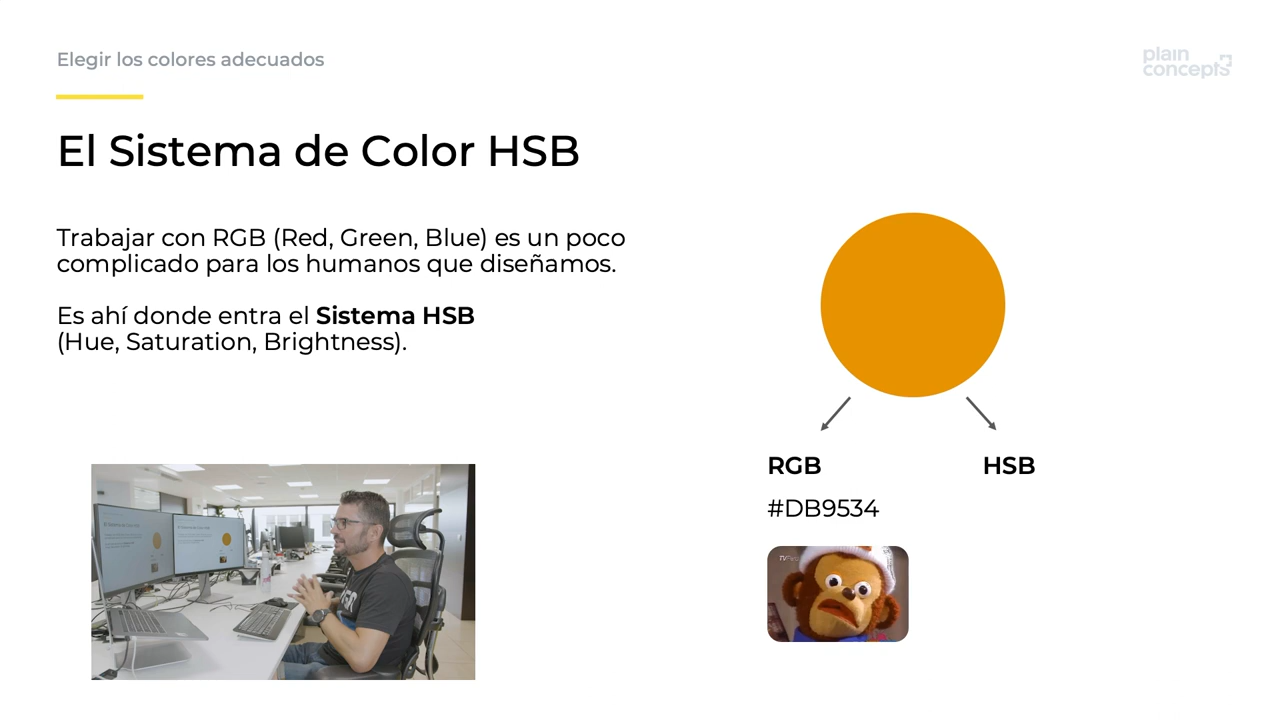 Elegir los colores adecuados
plain
concepts
El Sistema de Color HSB
Trabajar con RGB (Red, Green, Blue) es un poco
complicado para los humanos que diseñamos.
Es ahí donde entra el Sistema HSB
(Hue, Saturation, Brightness).
RGB
HSB
#DB9534